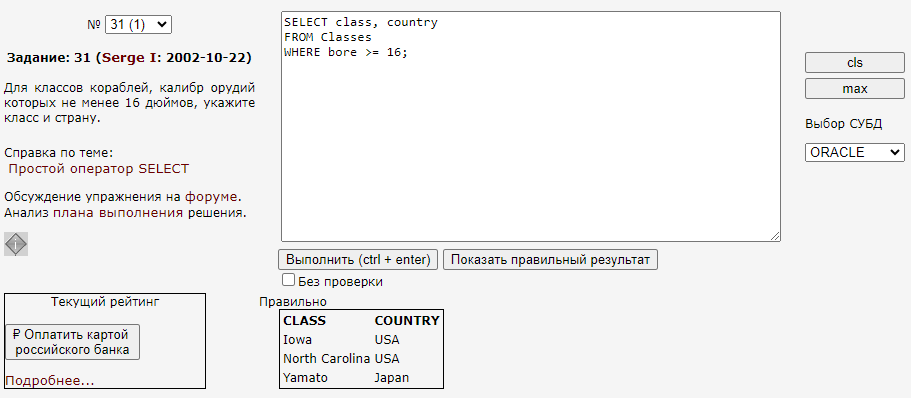 № 31 (1)
Задание: 31 (Serge I: 2002-10-22)
Для классов кораблей, калибр орудий
которых не менее 16 дюймов, укажите
класс и страну.
Справка по теме:
Простой оператор SELECT
Обсуждение упражнения на форуме.
Анализ плана выполнения решения.
i
SELECT class, country
FROM Classes
WHERE bore >= 16;
cls
max
Выбор СУБД
ORACLE
Выполнить (ctrl + enter) Показать правильный результат
Без проверки
Текущий рейтинг
₽ Оплатить картой
российского банка
Подробнее...
Правильно
CLASS COUNTRY
Iowa USA
North Carolina USA
Yamato Japan